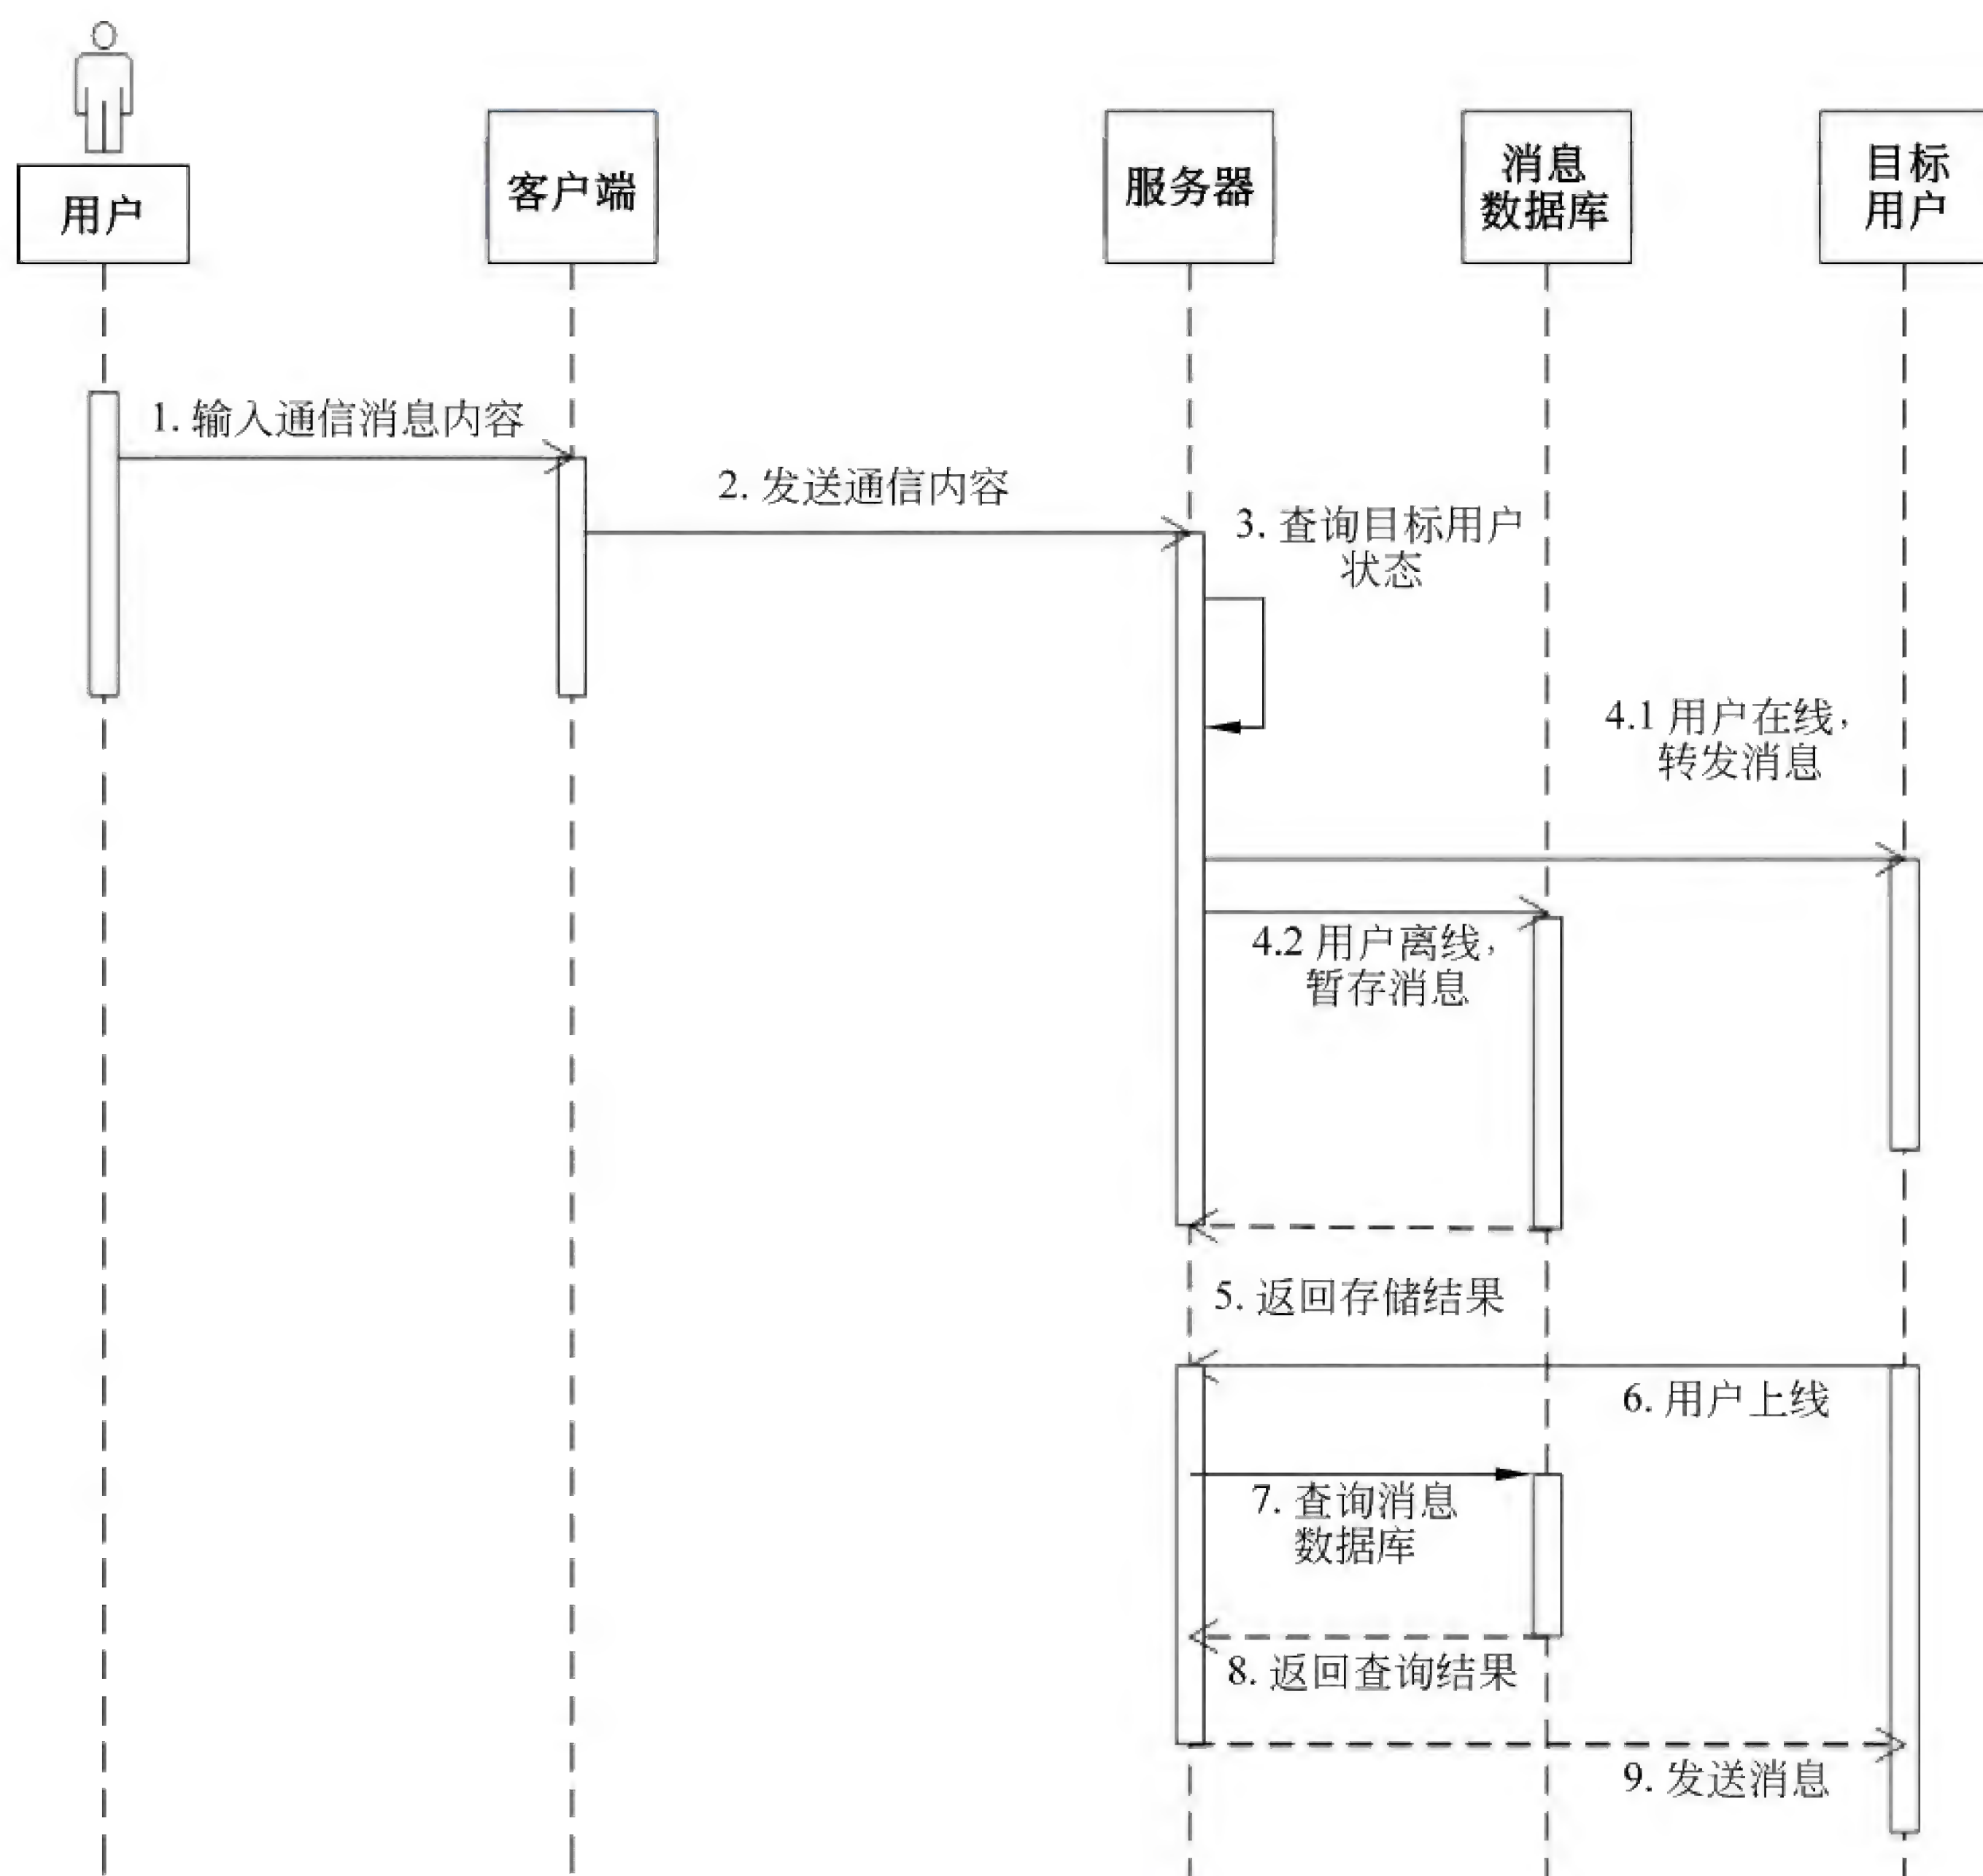 用户
客户端
服务器
消息
数据库
目标
用户
1. 输入通信消息内容
2. 发送通信内容
3. 查询目标用户
状态
4.1 用户在线,
转发消息
4.2 用户离线,
暂存消息
5. 返回存储结果
6. 用户上线
7. 查询消息
数据库
8. 返回查询结果
9. 发送消息